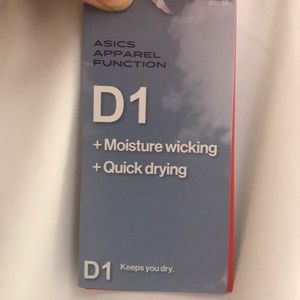 ASICS
APPAREL
FUNCTION
D1
+ Moisture wicking
+ Quick drying
D1 Keeps you dry.